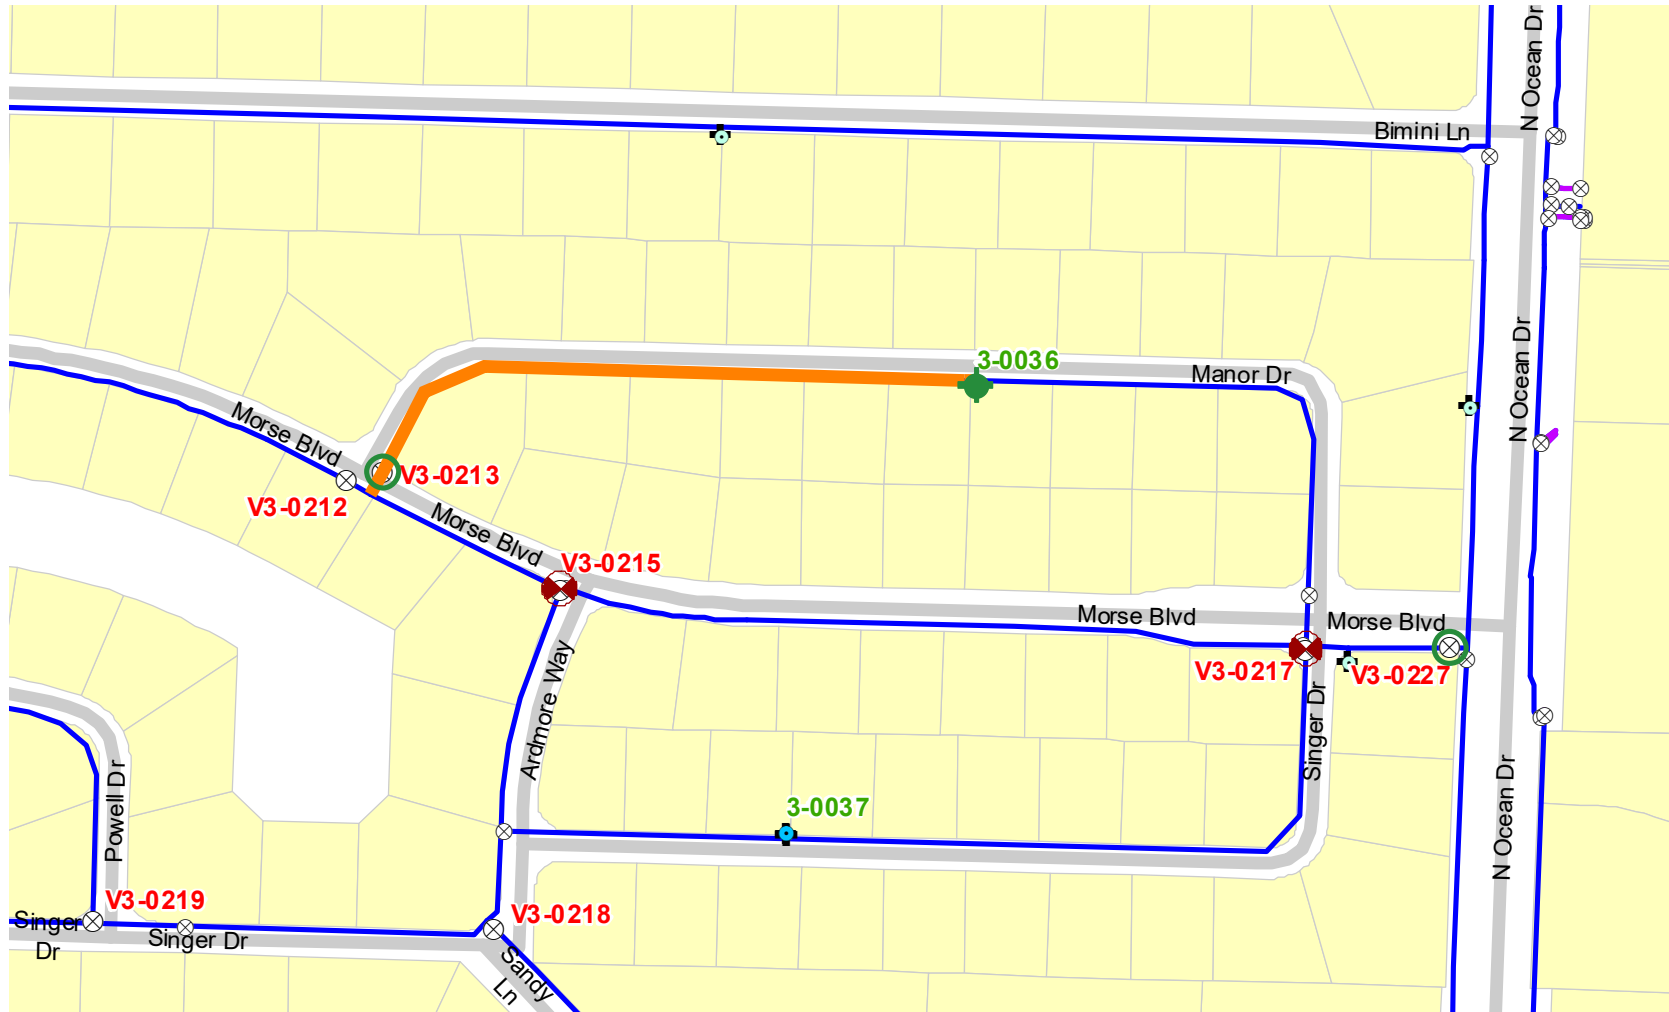 N Ocean Dr
Bimini Ln
3-0036
Manor Dr
N Ocean Dr
Morse Blvd
V3-0213
V3-0212
Morse Blvd
V3-0215
Morse Blvd
Morse Blvd
V3-0217
V3-0227
Ardmore Way
Singer Dr
3-0037
Powell Dr
N Ocean Dr
V3-0219
V3-0218
Singer
Dr
Singer Dr
Sandy
Ln